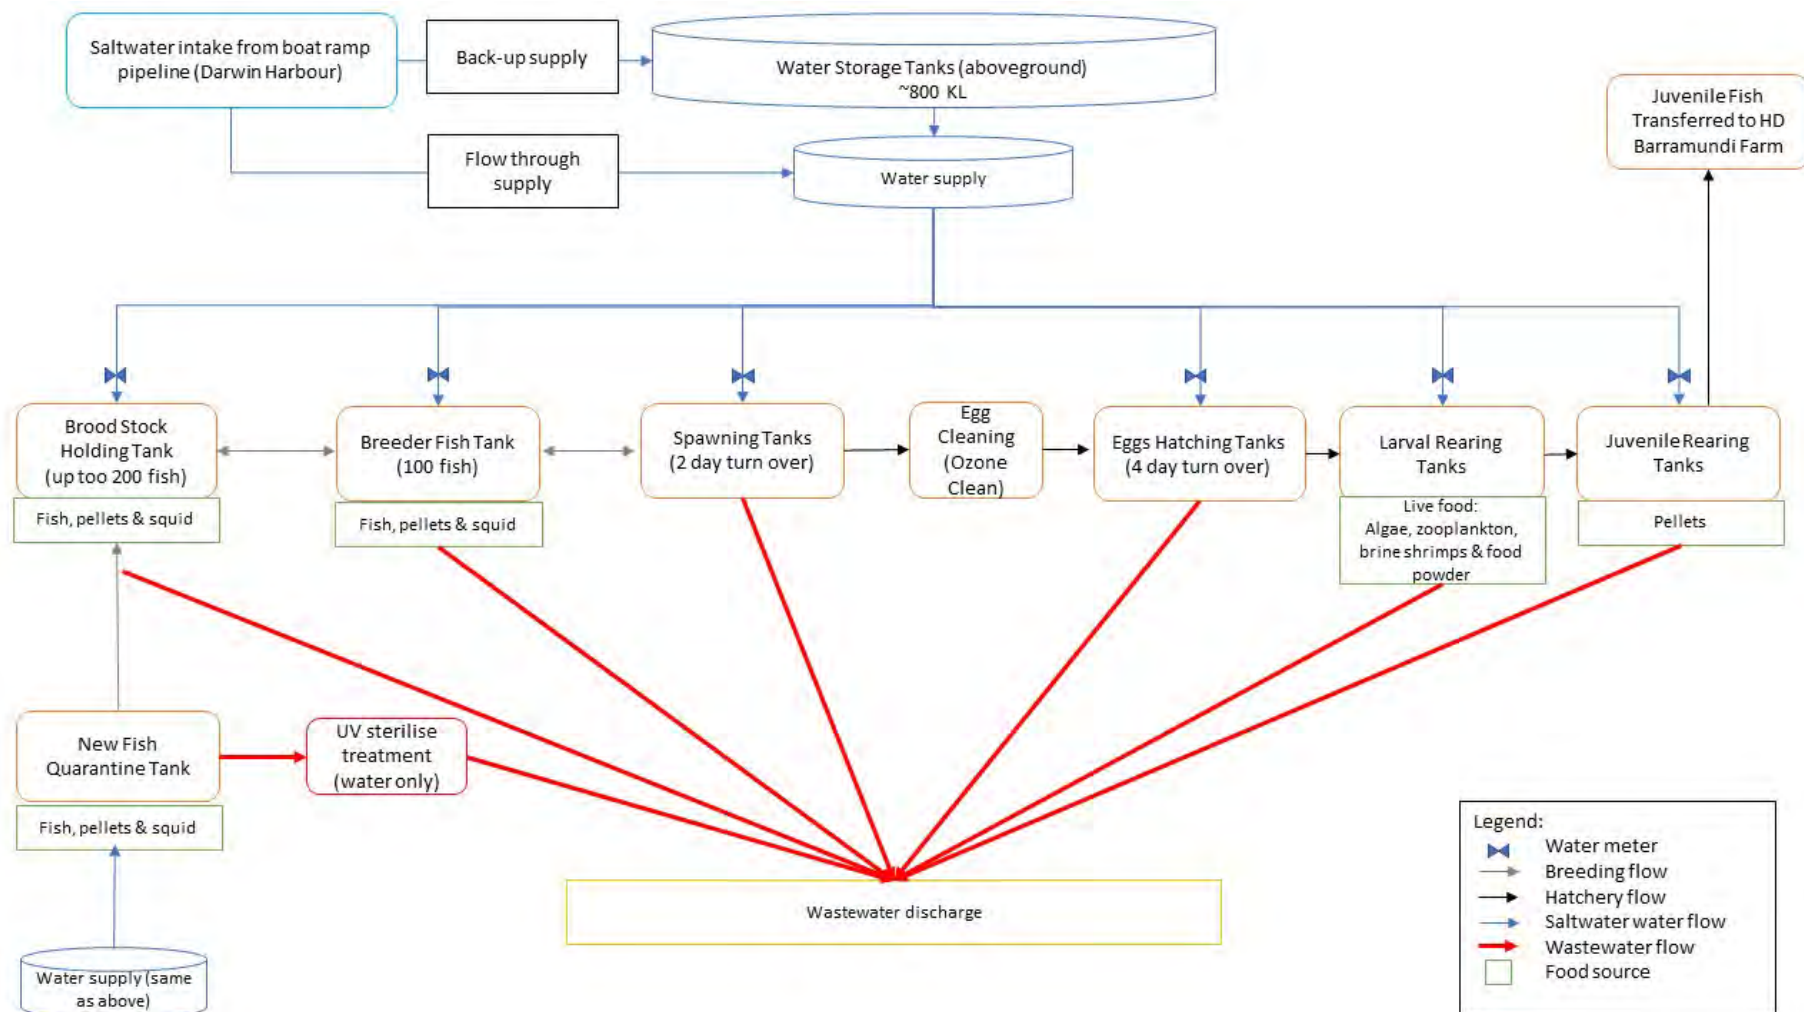 Saltwater intake from boat ramp
pipeline (Darwin Harbour)
Back-up supply
Water Storage Tanks (aboveground)
~800 KL
Juvenile Fish
Transferred to HD
Barramundi Farm
Flow through
supply
Water supply
Brood Stock
Holding Tank
(up too 200 fish)
Fish, pellets & squid
Breeder Fish Tank
(100 fish)
Fish, pellets & squid
Spawning Tanks
(2 day turn over)
Egg
Cleaning
(Ozone
Clean)
Eggs Hatching Tanks
(4 day turn over)
Larval Rearing
Tanks
Live food:
Algae, zooplankton,
brine shrimps & food
powder
Juvenile Rearing
Tanks
Pellets
New Fish
Quarantine Tank
Fish, pellets & squid
UV sterilise
treatment
(water only)
Wastewater discharge
Water supply (same
as above)
Legend:
Water meter
Breeding flow
Hatchery flow
Saltwater water flow
Wastewater flow
Food source